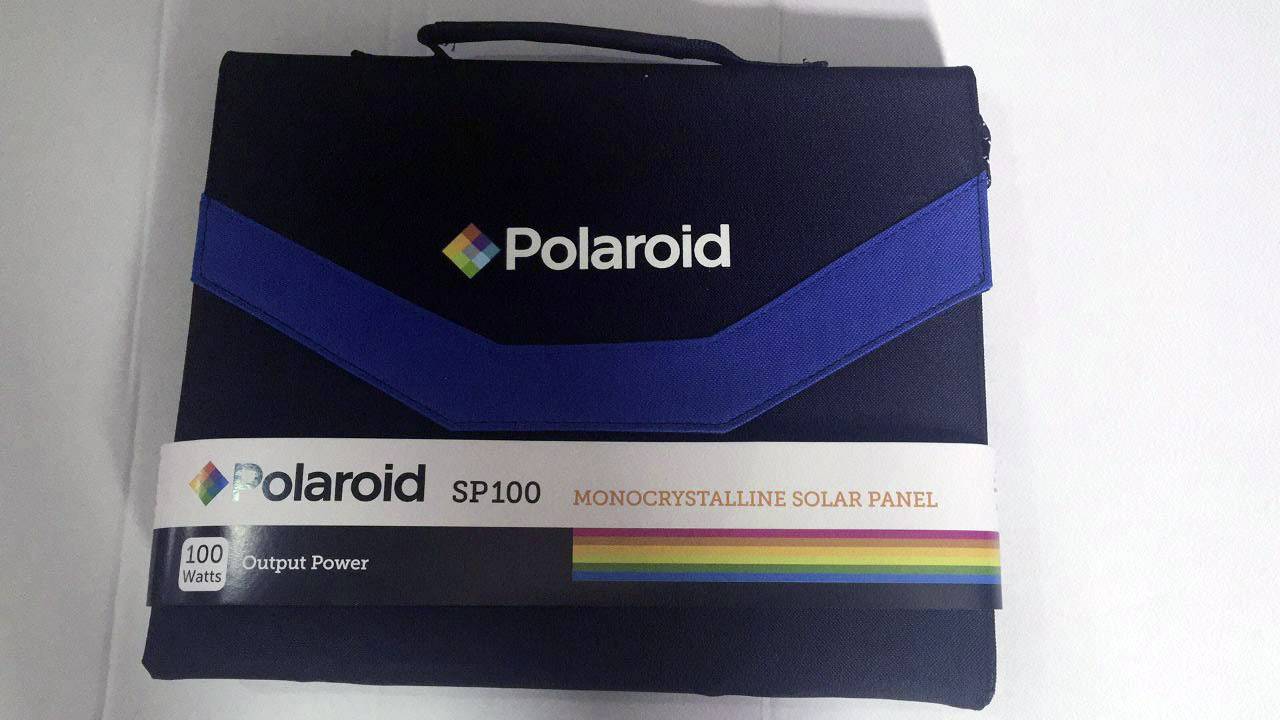 Polaroid
Polaroid SP100 MONOCRYSTALLINE SOLAR PANEL
100 Watts Output Power